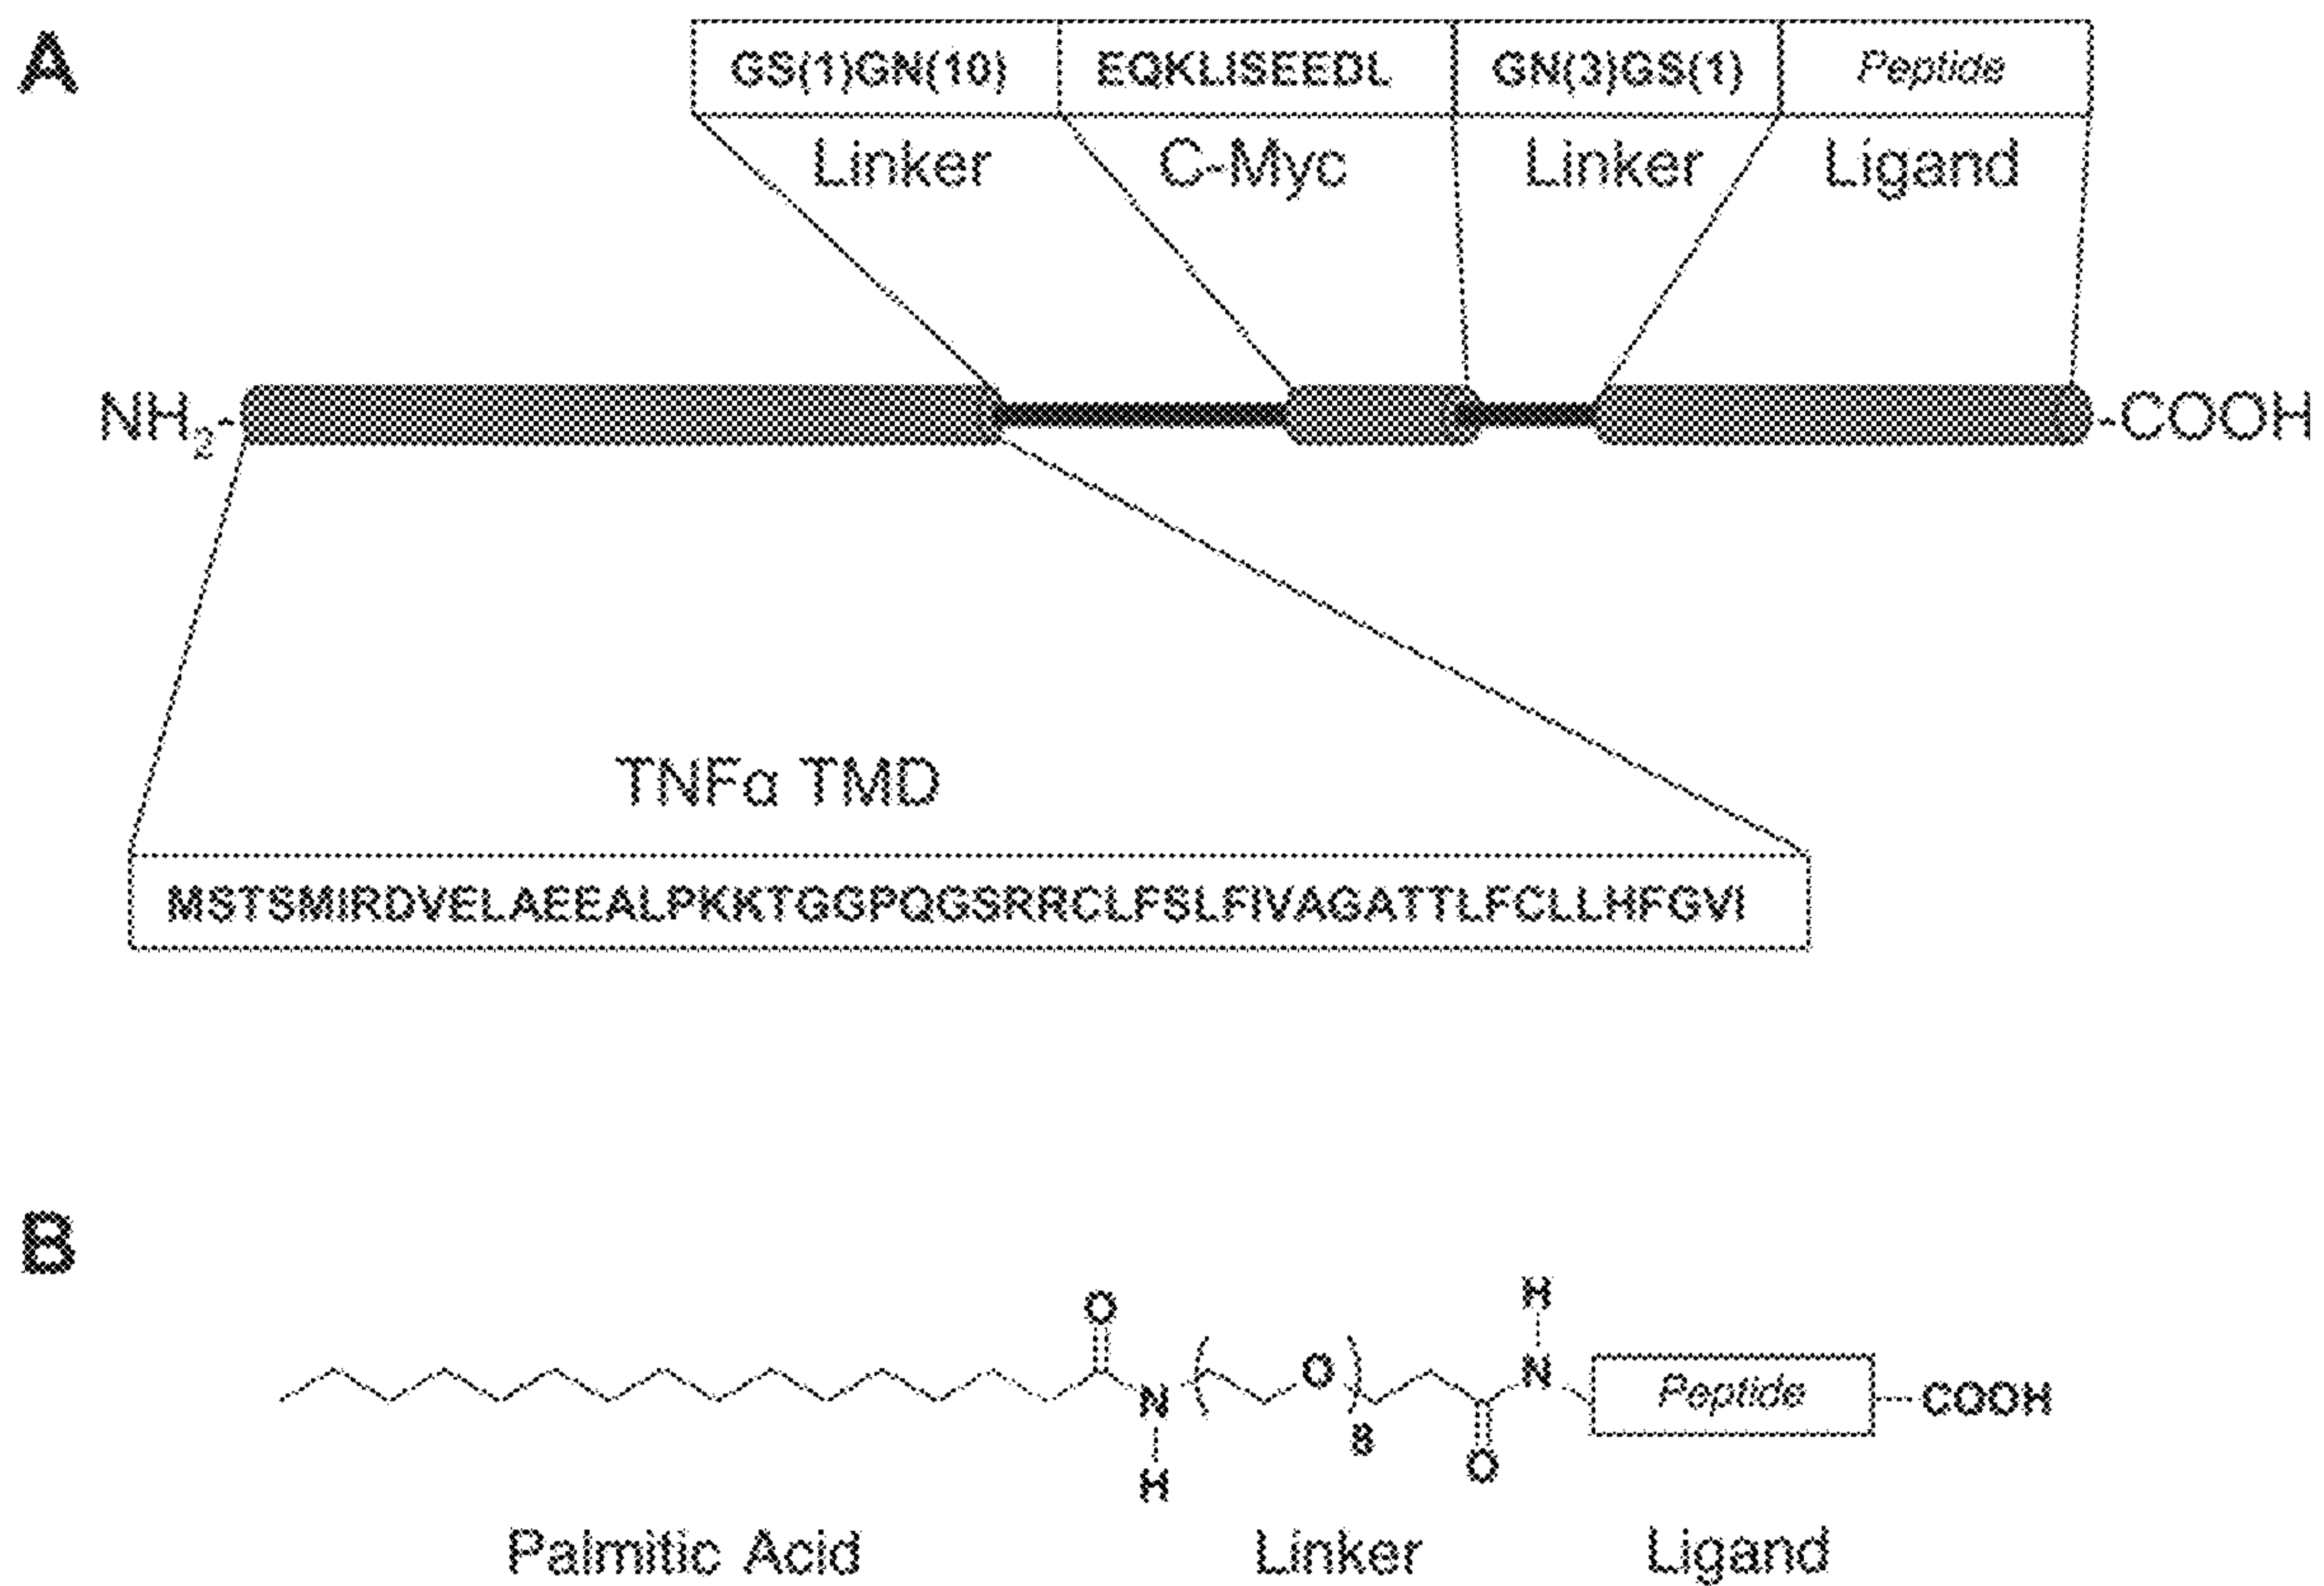 A
GS(1)GN(10) EQKLISEEDL GN(3)GS(1) Peptide
Linker C-Myc Linker Ligand
NH2- -COOH
TNFα TMD
MSTSMIRDVELAEEALPKKTGGPQGSRRCLFSLFIVAGATTLFCLLHFGVI
B
O H
N O N Peptide COOH
8
H O
Palmitic Acid Linker Ligand